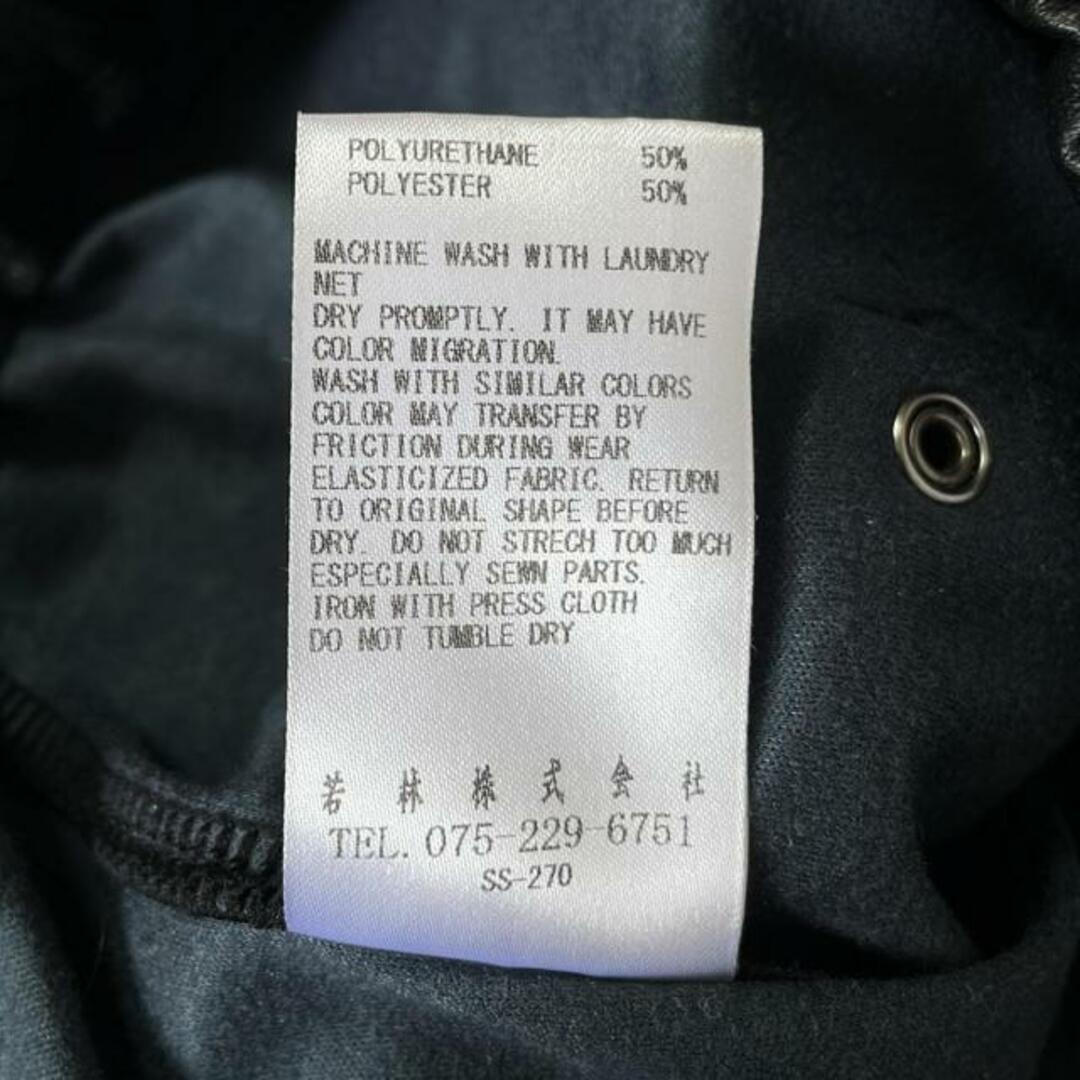 POLYURETHANE 50%
POLYESTER 50%
MACHINE WASH WITH LAUNDRY
NET
DRY PROMPTLY. IT MAY HAVE
COLOR MIGRATION.
WASH WITH SIMILAR COLORS
COLOR MAY TRANSFER BY
FRICTION DURING WEAR
ELASTICIZED FABRIC. RETURN
TO ORIGINAL SHAPE BEFORE
DRY. DO NOT STRECH TOO MUCH
ESPECIALLY SEWN PARTS.
IRON WITH PRESS CLOTH
DO NOT TUMBLE DRY
若林株式会社
TEL. 075-229-6751
SS-270